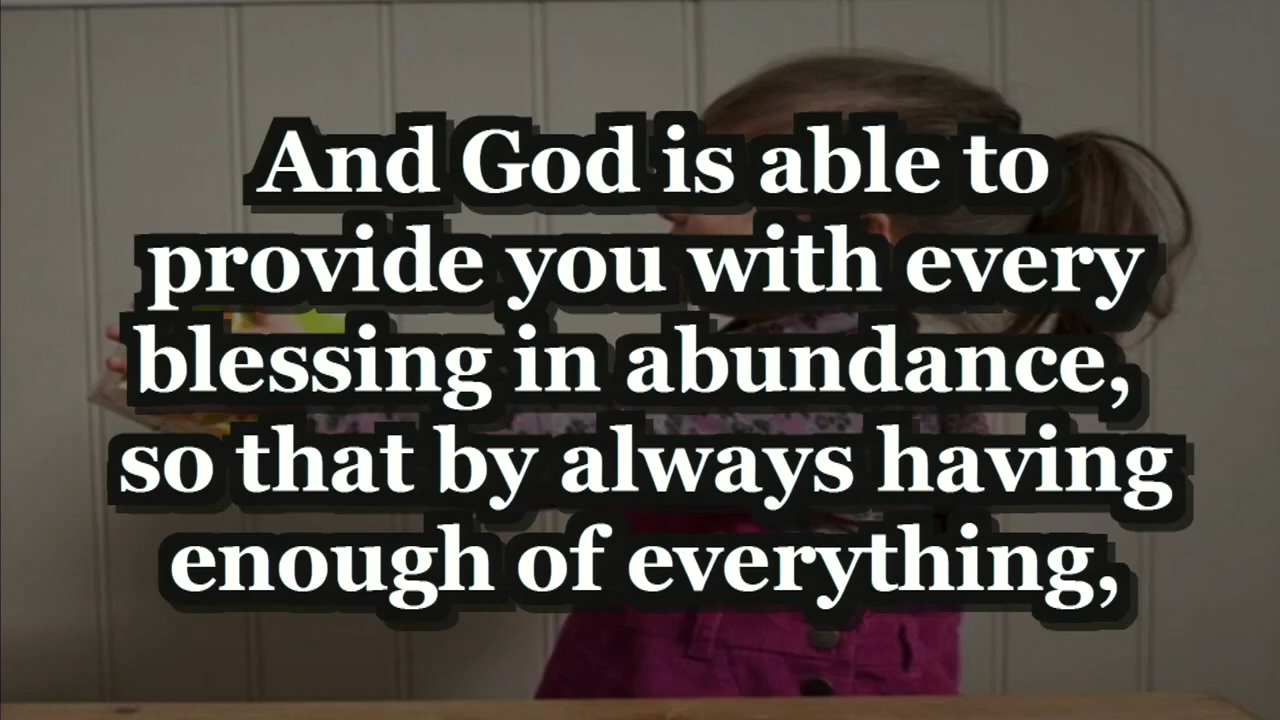 And God is able to
provide you with every
blessing in abundance,
so that by always having
enough of everything,